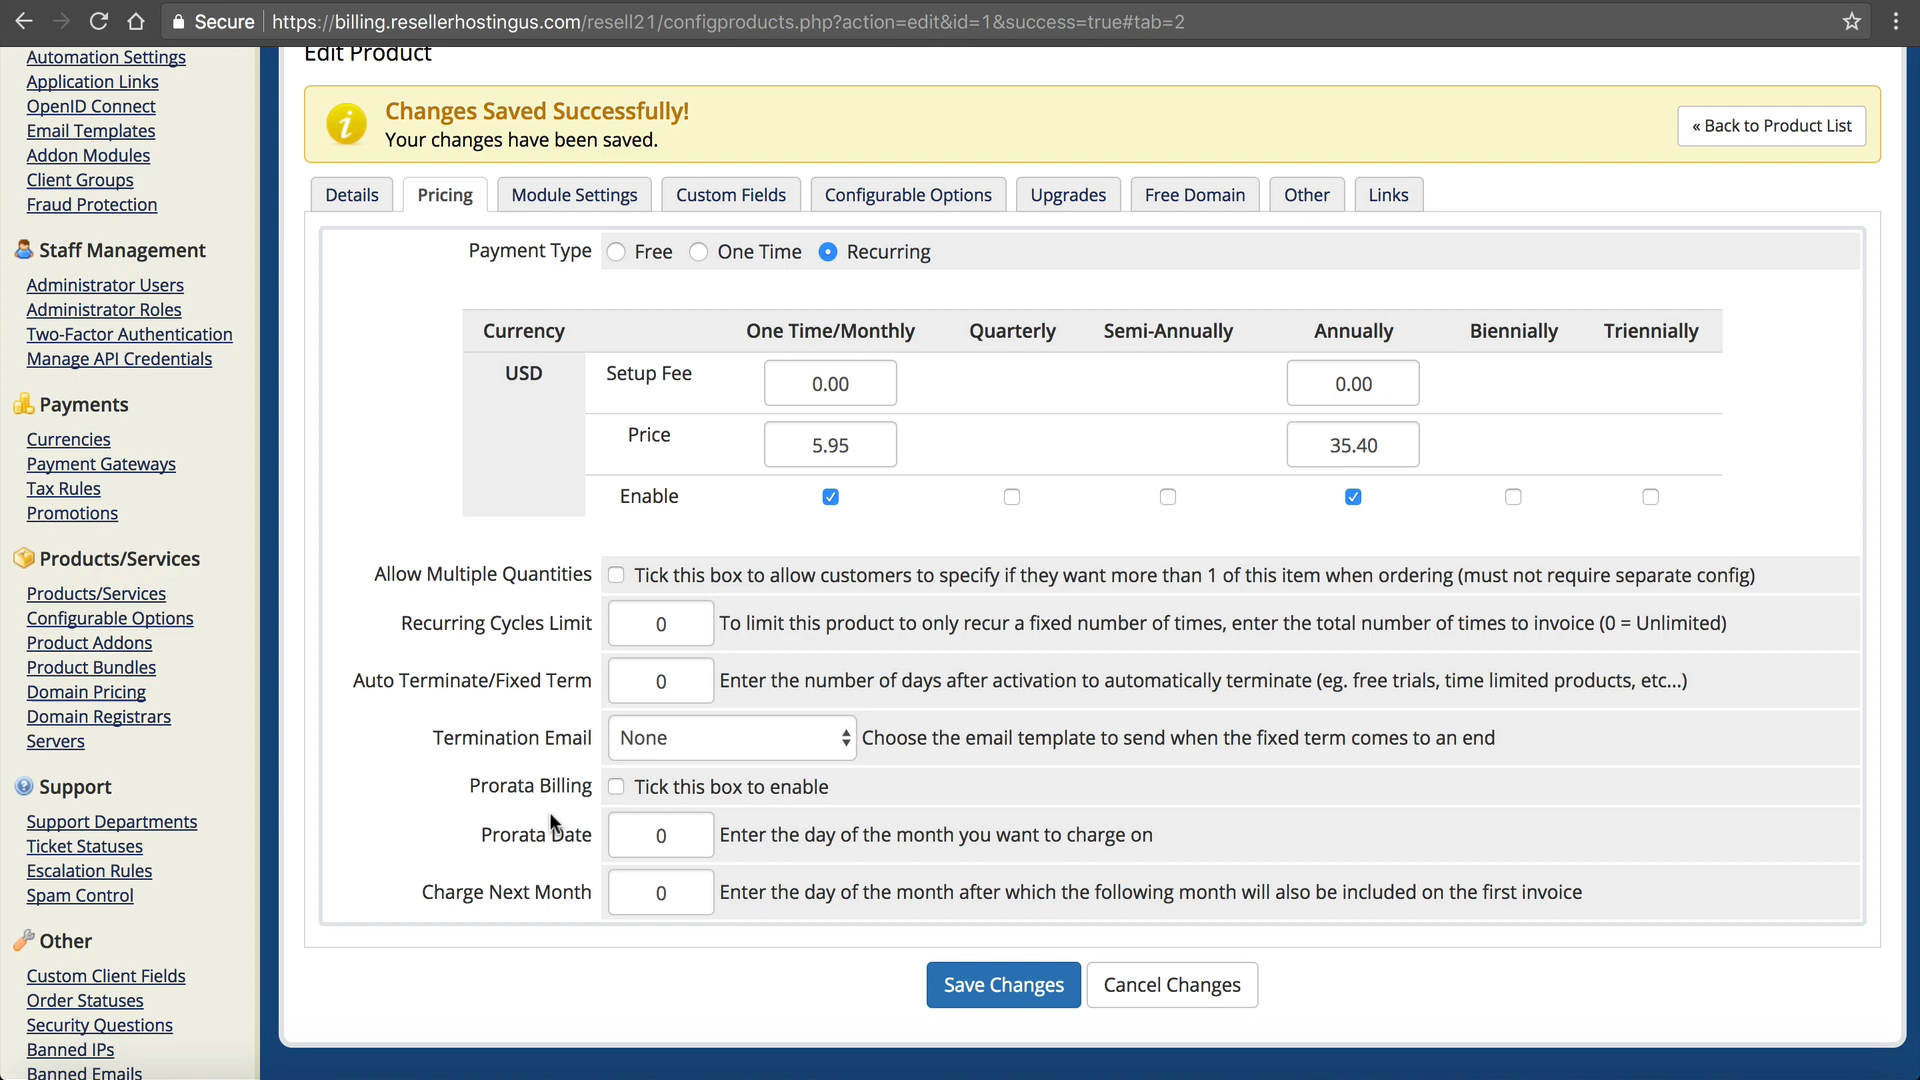 Secure https://billing.resellerhostingus.com/resell21/configproducts.php?action=edit&id=1&success=true#tab=2
Automation Settings
Application Links
OpenID Connect
Email Templates
Addon Modules
Client Groups
Fraud Protection
Staff Management
Administrator Users
Administrator Roles
Two-Factor Authentication
Manage API Credentials
Payments
Currencies
Payment Gateways
Tax Rules
Promotions
Products/Services
Products/Services
Configurable Options
Product Addons
Product Bundles
Domain Pricing
Domain Registrars
Servers
Support
Support Departments
Ticket Statuses
Escalation Rules
Spam Control
Other
Custom Client Fields
Order Statuses
Security Questions
Banned IPs
Banned Emails
Edit Product
Changes Saved Successfully!
Your changes have been saved.
« Back to Product List
Details Pricing Module Settings Custom Fields Configurable Options Upgrades Free Domain Other Links
Payment Type Free One Time Recurring
Currency One Time/Monthly Quarterly Semi-Annually Annually Biennially Triennially
USD Setup Fee 0.00 0.00
Price 5.95 35.40
Enable
Allow Multiple Quantities Tick this box to allow customers to specify if they want more than 1 of this item when ordering (must not require separate config)
Recurring Cycles Limit 0 To limit this product to only recur a fixed number of times, enter the total number of times to invoice (0 = Unlimited)
Auto Terminate/Fixed Term 0 Enter the number of days after activation to automatically terminate (eg. free trials, time limited products, etc...)
Termination Email None Choose the email template to send when the fixed term comes to an end
Prorata Billing Tick this box to enable
Prorata Date 0 Enter the day of the month you want to charge on
Charge Next Month 0 Enter the day of the month after which the following month will also be included on the first invoice
Save Changes Cancel Changes